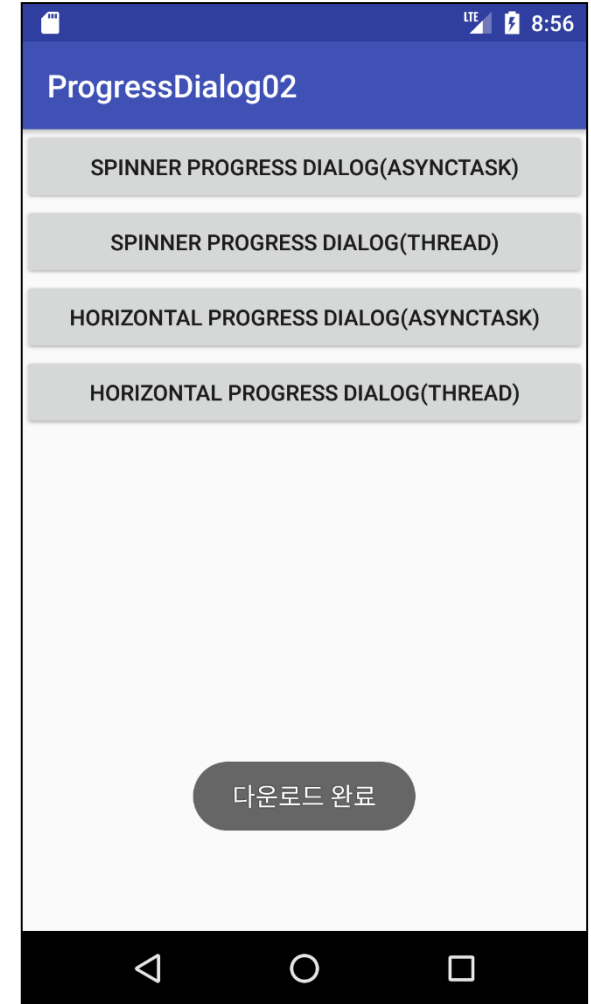 LTE 8:56
ProgressDialog02
SPINNER PROGRESS DIALOG(ASYNCTASK)
SPINNER PROGRESS DIALOG(THREAD)
HORIZONTAL PROGRESS DIALOG(ASYNCTASK)
HORIZONTAL PROGRESS DIALOG(THREAD)
다운로드 완료